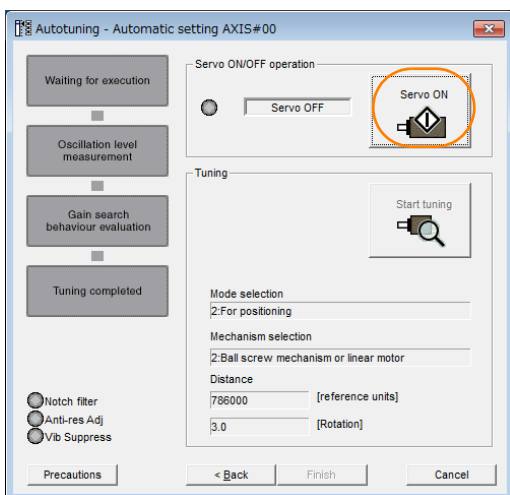 Autotuning - Automatic setting AXIS#00
Waiting for execution
Oscillation level
measurement
Gain search
behaviour evaluation
Tuning completed
Notch filter
Anti-res Adj
Vib Suppress
Servo ON/OFF operation
Servo OFF
Servo ON
Tuning
Start tuning
Mode selection
2:For positioning
Mechanism selection
2:Ball screw mechanism or linear motor
Distance
786000 [reference units]
3.0 [Rotation]
Precautions
< Back
Finish
Cancel